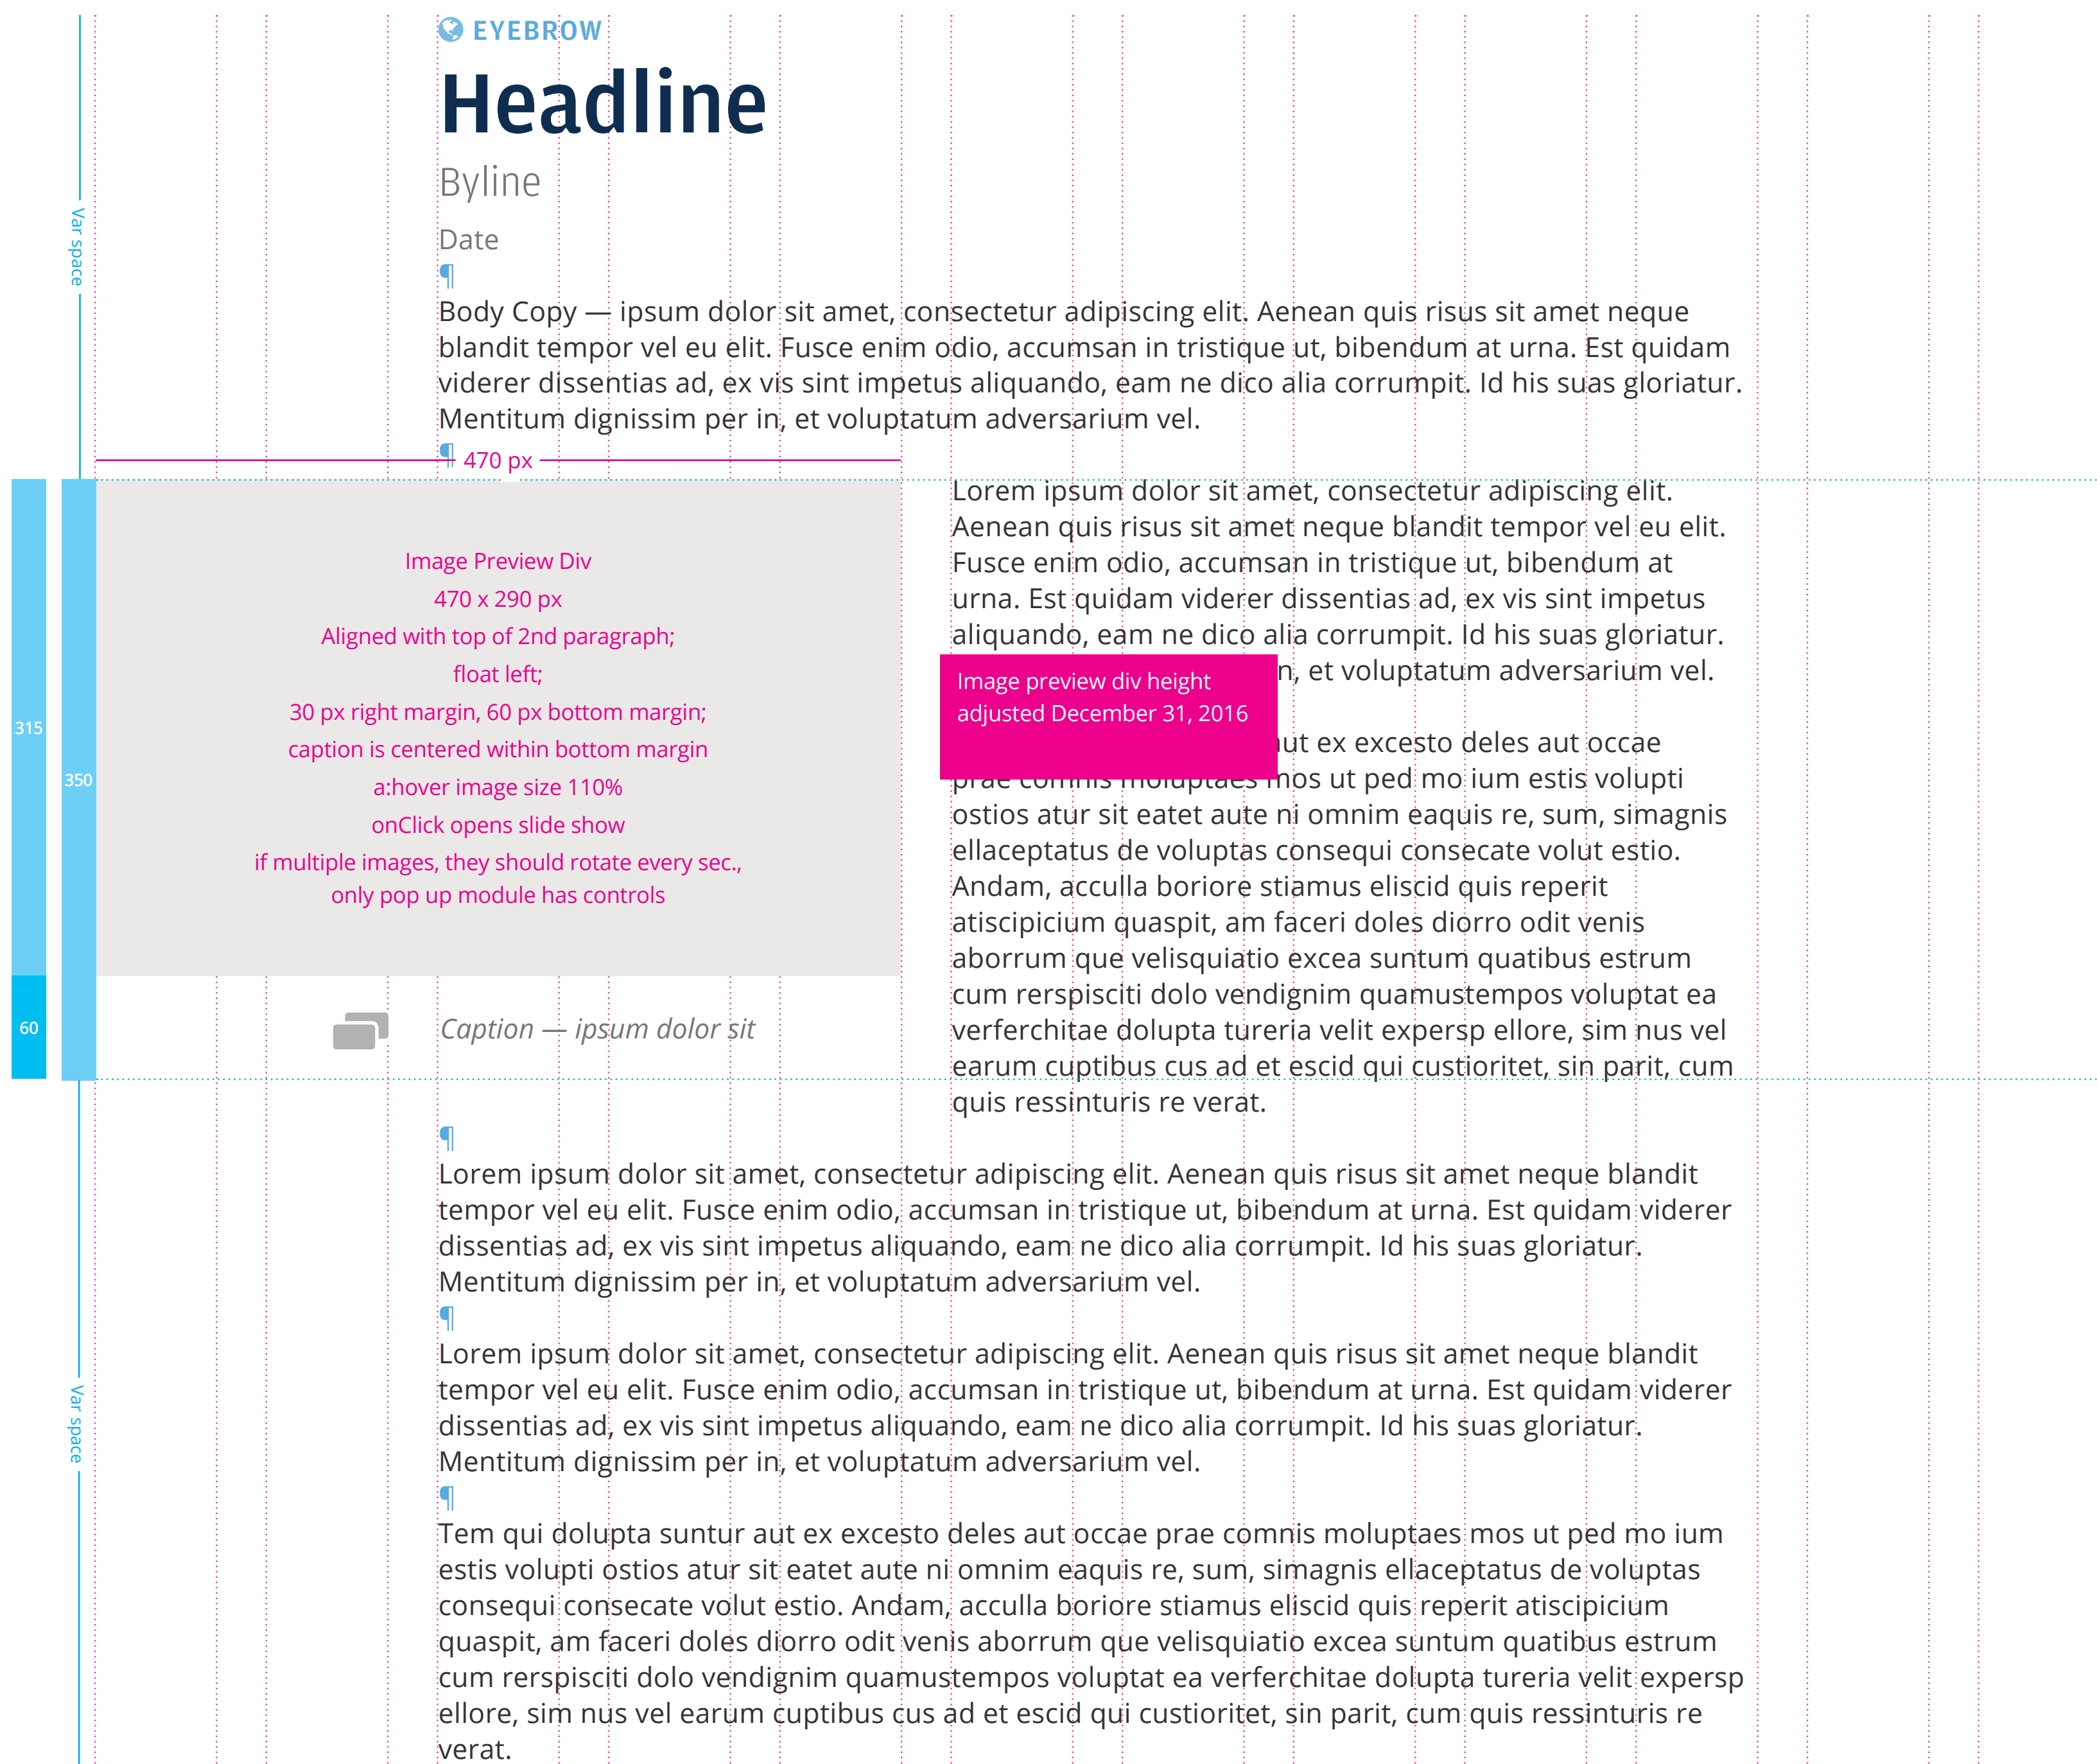 EYEBROW
Headline
Byline
Date
¶
Body Copy — ipsum dolor sit amet, consectetur adipiscing elit. Aenean quis risus sit amet neque
blandit tempor vel eu elit. Fusce enim odio, accumsan in tristique ut, bibendum at urna. Est quidam
viderer dissentias ad, ex vis sint impetus aliquando, eam ne dico alia corrumpit. Id his suas gloriatur.
Mentitum dignissim per in, et voluptatum adversarium vel.
¶
470 px
Var space
315
350
60
Image Preview Div
470 x 290 px
Aligned with top of 2nd paragraph;
float left;
30 px right margin, 60 px bottom margin;
caption is centered within bottom margin
a:hover image size 110%
onClick opens slide show
if multiple images, they should rotate every sec.,
only pop up module has controls
Caption — ipsum dolor sit
Lorem ipsum dolor sit amet, consectetur adipiscing elit.
Aenean quis risus sit amet neque blandit tempor vel eu elit.
Fusce enim odio, accumsan in tristique ut, bibendum at
urna. Est quidam viderer dissentias ad, ex vis sint impetus
aliquando, eam ne dico alia corrumpit. Id his suas gloriatur.
n, et voluptatum adversarium vel.
Image preview div height
adjusted December 31, 2016
ut ex excesto deles aut occae
prae comnis moluptaes mos ut ped mo ium estis volupti
ostios atur sit eatet aute ni omnim eaquis re, sum, simagnis
ellaceptatus de voluptas consequi consecate volut estio.
Andam, acculla boriore stiamus eliscid quis reperit
atiscipicium quaspit, am faceri doles diorro odit venis
aborrum que velisquiatio excea suntum quatibus estrum
cum rerspisciti dolo vendignim quamustempos voluptat ea
verferchitae dolupta tureria velit expersp ellore, sim nus vel
earum cuptibus cus ad et escid qui custioritet, sin parit, cum
quis ressinturis re verat.
¶
Lorem ipsum dolor sit amet, consectetur adipiscing elit. Aenean quis risus sit amet neque blandit
tempor vel eu elit. Fusce enim odio, accumsan in tristique ut, bibendum at urna. Est quidam viderer
dissentias ad, ex vis sint impetus aliquando, eam ne dico alia corrumpit. Id his suas gloriatur.
Mentitum dignissim per in, et voluptatum adversarium vel.
¶
Lorem ipsum dolor sit amet, consectetur adipiscing elit. Aenean quis risus sit amet neque blandit
tempor vel eu elit. Fusce enim odio, accumsan in tristique ut, bibendum at urna. Est quidam viderer
dissentias ad, ex vis sint impetus aliquando, eam ne dico alia corrumpit. Id his suas gloriatur.
Mentitum dignissim per in, et voluptatum adversarium vel.
Var space
¶
Tem qui dolupta suntur aut ex excesto deles aut occae prae comnis moluptaes mos ut ped mo ium
estis volupti ostios atur sit eatet aute ni omnim eaquis re, sum, simagnis ellaceptatus de voluptas
consequi consecate volut estio. Andam, acculla boriore stiamus eliscid quis reperit atiscipicium
quaspit, am faceri doles diorro odit venis aborrum que velisquiatio excea suntum quatibus estrum
cum rerspisciti dolo vendignim quamustempos voluptat ea verferchitae dolupta tureria velit expersp
ellore, sim nus vel earum cuptibus cus ad et escid qui custioritet, sin parit, cum quis ressinturis re
verat.